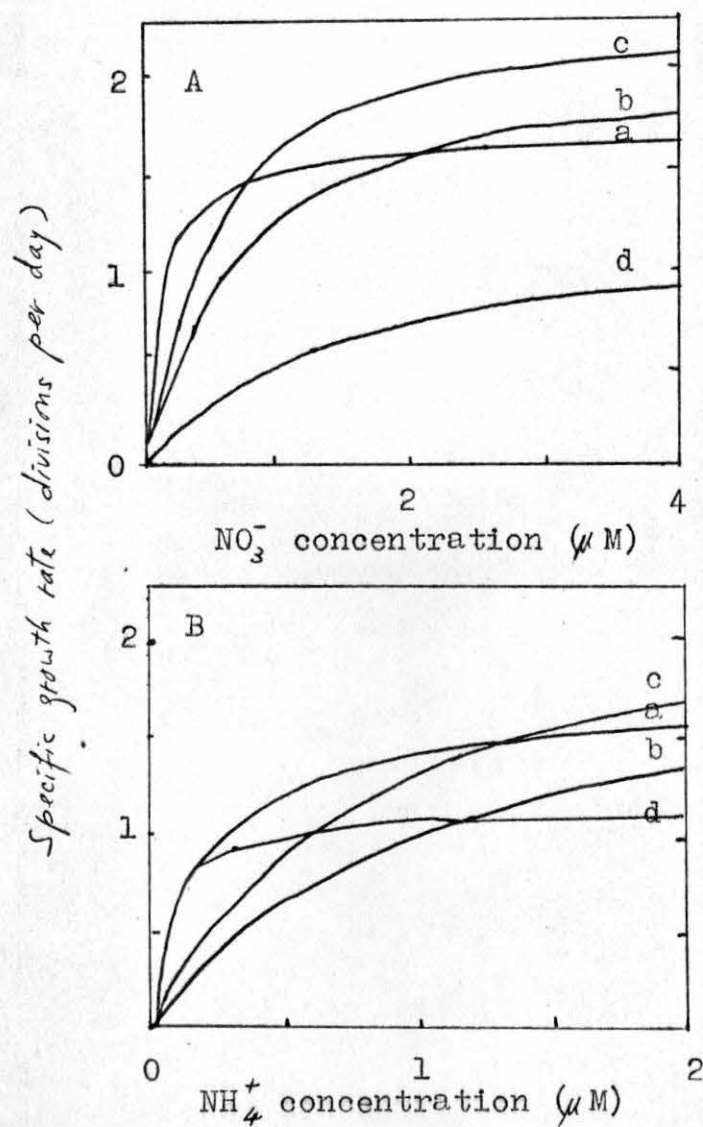 Specific growth rate (divisions per day)
A
2
1
0
c
b
a
d
2
4
NO₃⁻ concentration (μM)
B
2
1
c
a
b
d
0
1
2
NH₄⁺ concentration (μM)